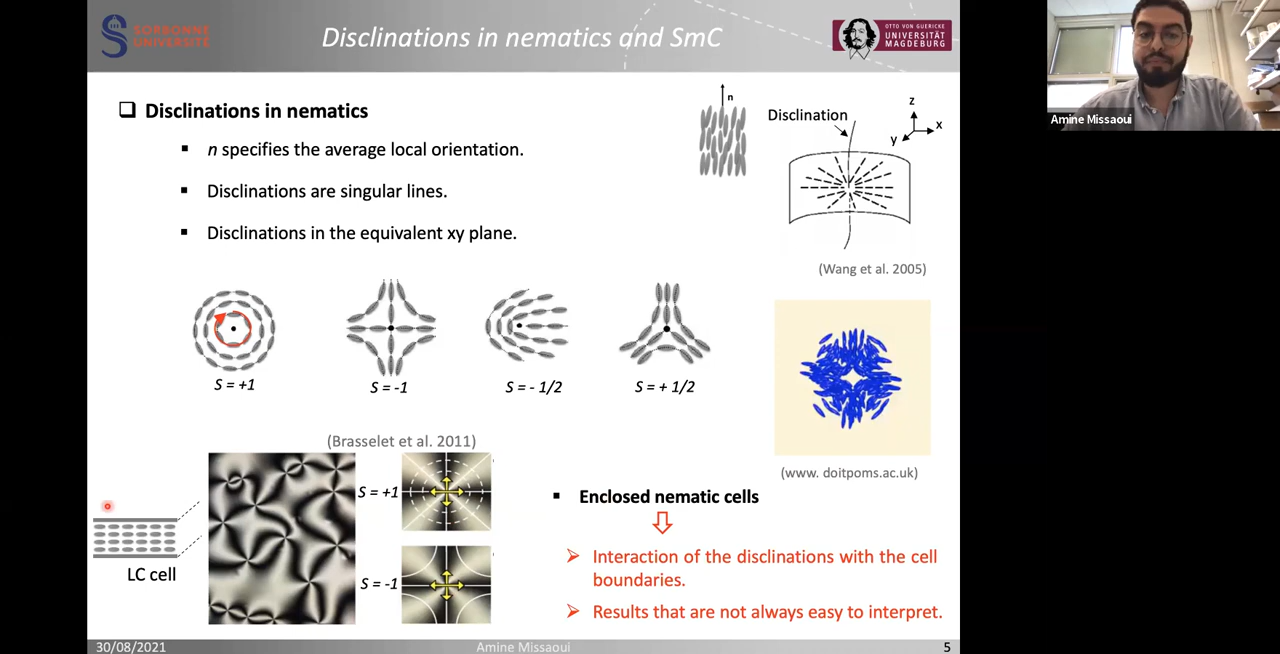 SORBONNE
UNIVERSITÉ
Disclinations in nematics and SmC
OTTO VON GUERICKE
UNIVERSITÄT
MAGDEBURG
Amine Missaoui
Disclinations in nematics
n specifies the average local orientation.
Disclinations are singular lines.
Disclinations in the equivalent xy plane.
n
Disclination
z
x
y
(Wang et al. 2005)
S = +1
S = -1
S = - 1/2
S = + 1/2
(Brasselet et al. 2011)
(www. doitpoms.ac.uk)
LC cell
S = +1
S = -1
Enclosed nematic cells
Interaction of the disclinations with the cell
boundaries.
Results that are not always easy to interpret.
30/08/2021
Amine Missaoui
5